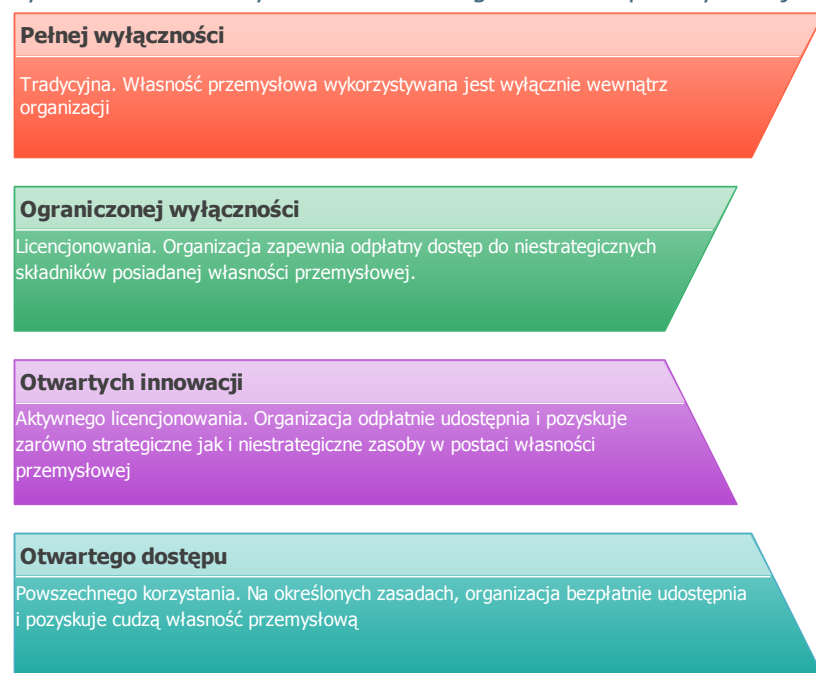 Pełnej wyłączności
Tradycyjna. Własność przemysłowa wykorzystywana jest wyłącznie wewnątrz
organizacji
Ograniczonej wyłączności
Licencjonowania. Organizacja zapewnia odpłatny dostęp do niestrategicznych
składników posiadanej własności przemysłowej.
Otwartych innowacji
Aktywnego licencjonowania. Organizacja odpłatnie udostępnia i pozyskuje
zarówno strategiczne jak i niestrategiczne zasoby w postaci własności
przemysłowej
Otwartego dostępu
Powszechnego korzystania. Na określonych zasadach, organizacja bezpłatnie udostępnia
i pozyskuje cudzą własność przemysłową